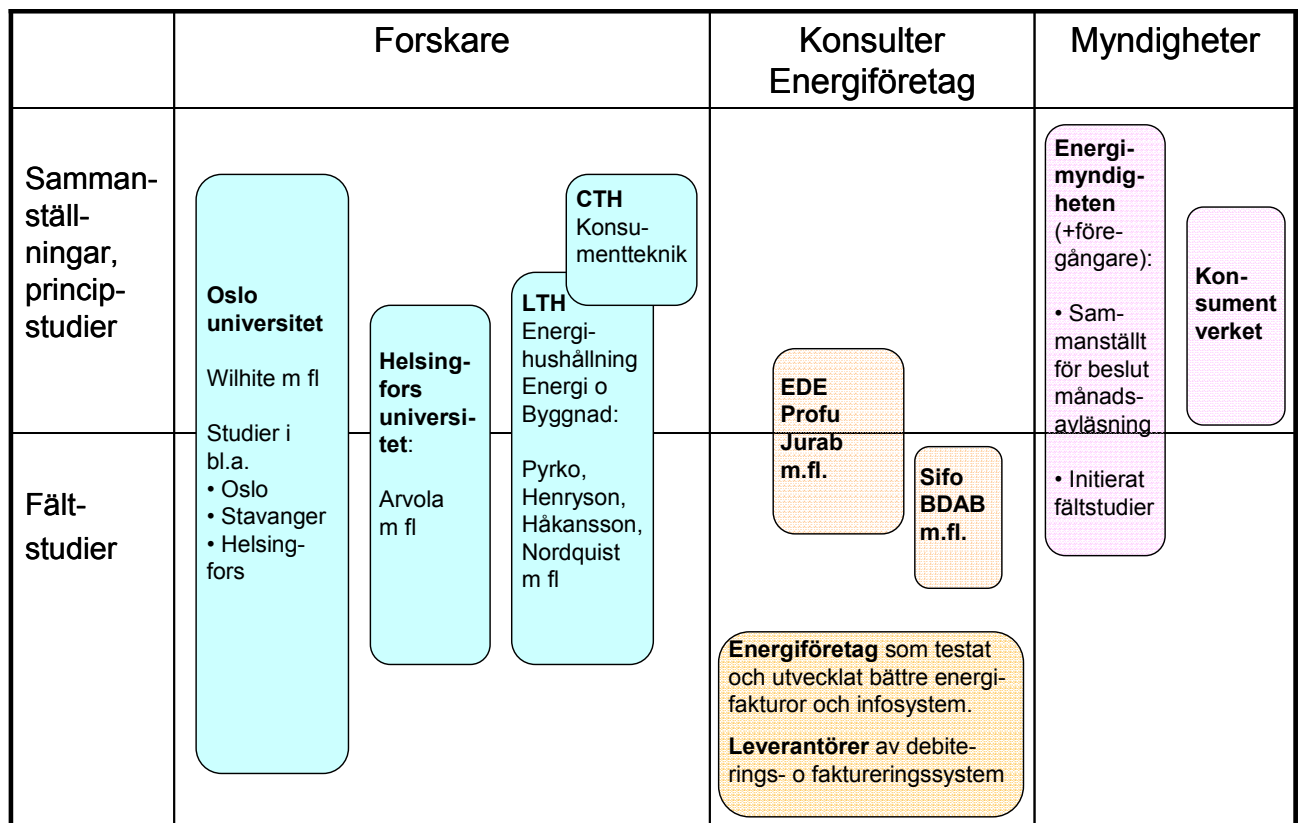 Forskare
Konsulter
Energiföretag
Myndigheter
Samman-
ställ-
ningar,
princip-
studier
Fält-
studier
Oslo
universitet
Wilhite m fl
Studier i
bl.a.
• Oslo
• Stavanger
• Helsing-
fors
Helsing-
fors
universi-
tet:
Arvola
m fl
CTH
Konsu-
mentteknik
LTH
Energi-
hushållning
Energi o
Byggnad:
Pyrko,
Henryson,
Håkansson,
Nordquist
m fl
EDE
Profu
Jurab
m.fl.
Sifo
BDAB
m.fl.
Energiföretag som testat
och utvecklat bättre energi-
fakturor och infosystem.
Leverantörer av debite-
rings- o faktureringssystem
Energi-
myndig-
heten
(+före-
gångare):
• Sam-
manställt
för beslut
månads-
avläsning
• Initierat
fältstudier
Kon-
sument
verket